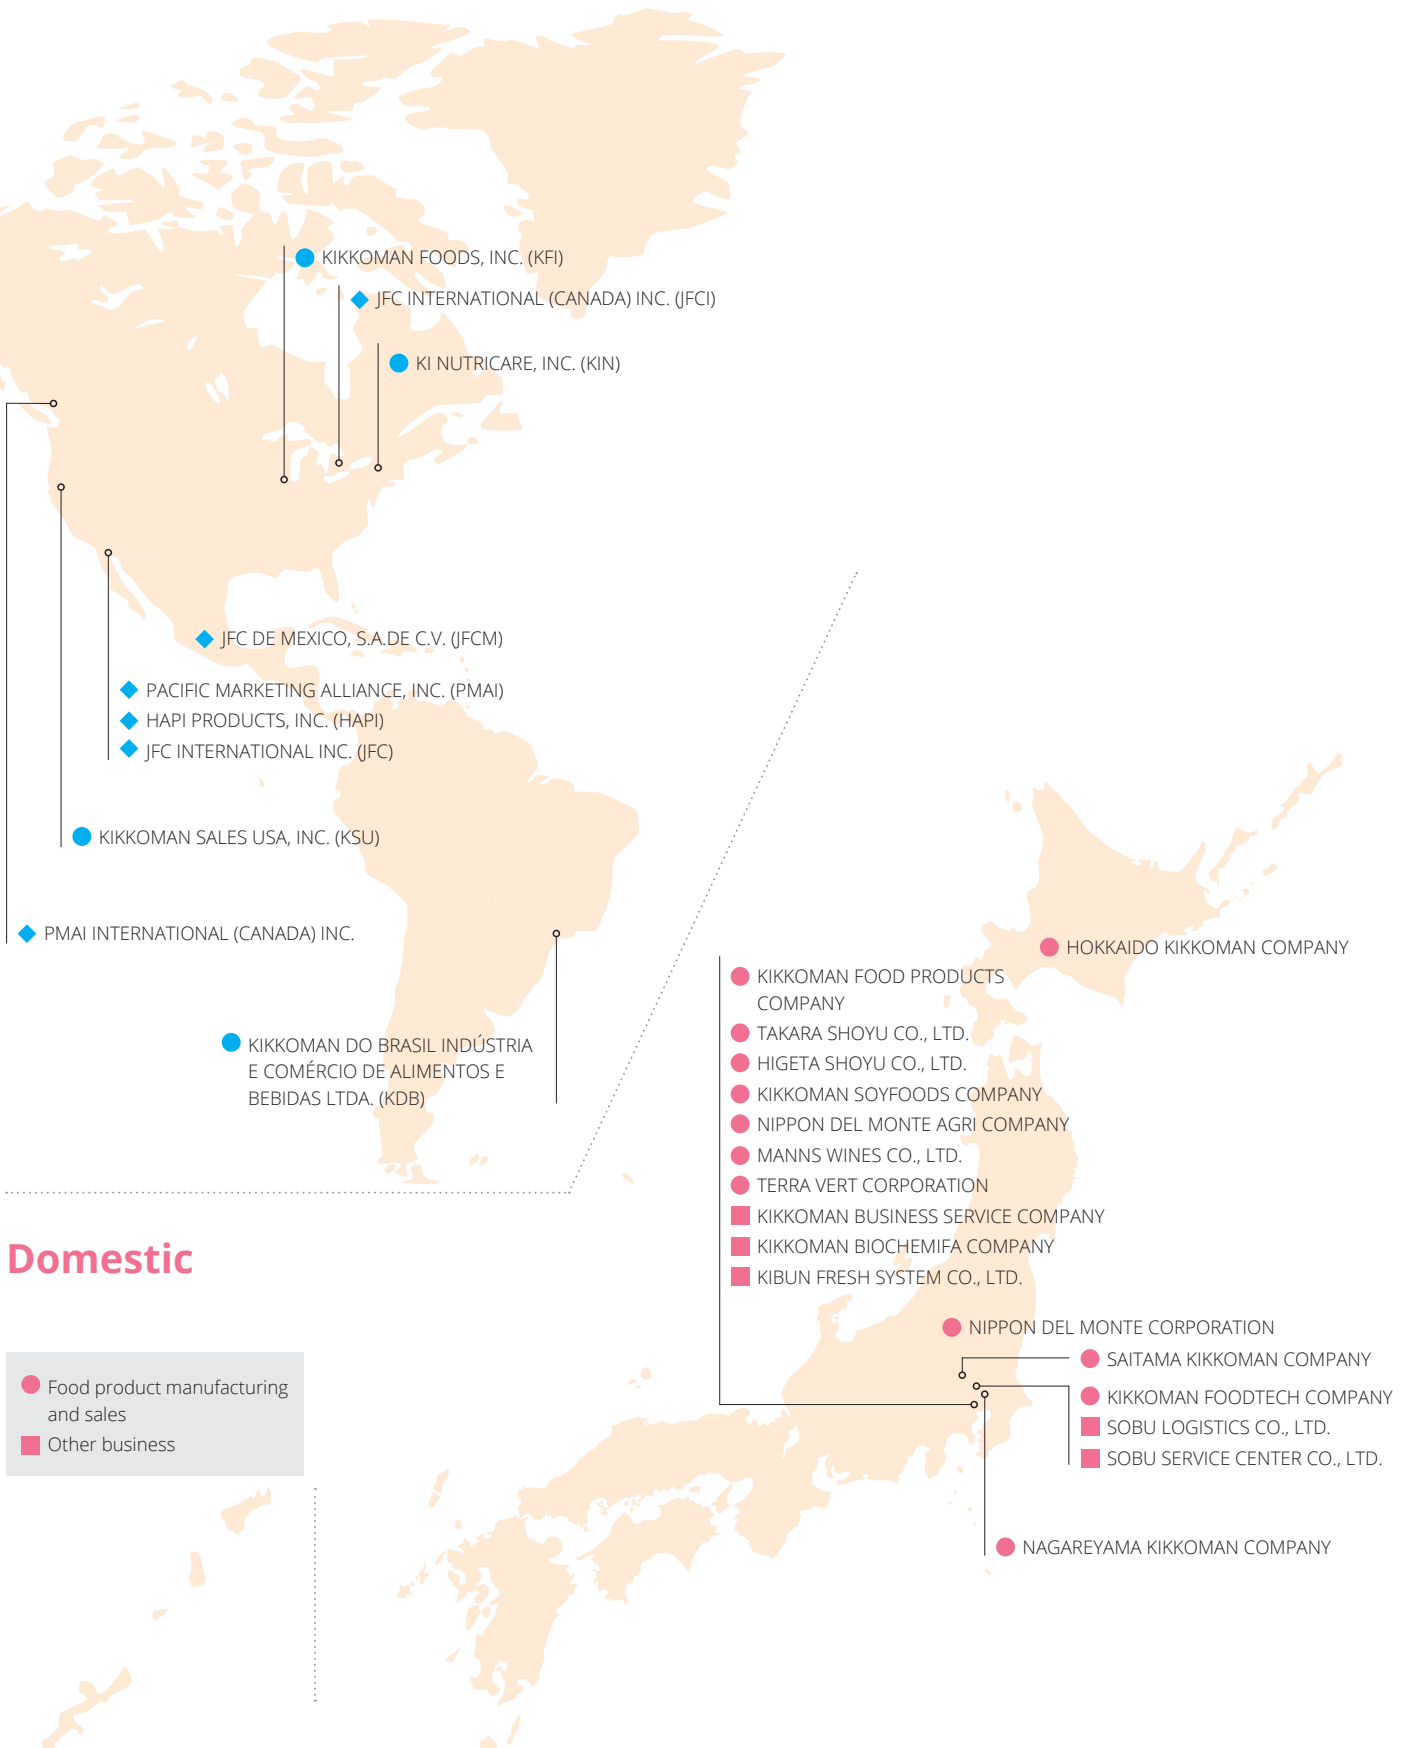 KIKKOMAN FOODS, INC. (KFI)
JFC INTERNATIONAL (CANADA) INC. (JFCI)
KI NUTRICARE, INC. (KIN)
JFC DE MEXICO, S.A.DE C.V. (JFCM)
PACIFIC MARKETING ALLIANCE, INC. (PMAI)
HAPI PRODUCTS, INC. (HAPI)
JFC INTERNATIONAL INC. (JFC)
KIKKOMAN SALES USA, INC. (KSU)
PMAI INTERNATIONAL (CANADA) INC.
KIKKOMAN DO BRASIL INDÚSTRIA
E COMÉRCIO DE ALIMENTOS E
BEBIDAS LTDA. (KDB)
Domestic
Food product manufacturing
and sales
Other business
HOKKAIDO KIKKOMAN COMPANY
KIKKOMAN FOOD PRODUCTS
COMPANY
TAKARA SHOYU CO., LTD.
HIGETA SHOYU CO., LTD.
KIKKOMAN SOYFOODS COMPANY
NIPPON DEL MONTE AGRI COMPANY
MANNS WINES CO., LTD.
TERRA VERT CORPORATION
KIKKOMAN BUSINESS SERVICE COMPANY
KIKKOMAN BIOCHEMIFA COMPANY
KIBUN FRESH SYSTEM CO., LTD.
NIPPON DEL MONTE CORPORATION
SAITAMA KIKKOMAN COMPANY
KIKKOMAN FOODTECH COMPANY
SOBU LOGISTICS CO., LTD.
SOBU SERVICE CENTER CO., LTD.
NAGAREYAMA KIKKOMAN COMPANY